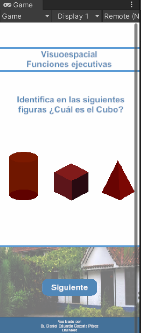 Game
Game Display 1 Remote (N
Visuoespacial
Funciones ejecutivas
Identifica en las siguientes
figuras ¿Cuál es el Cubo?
Siguiente